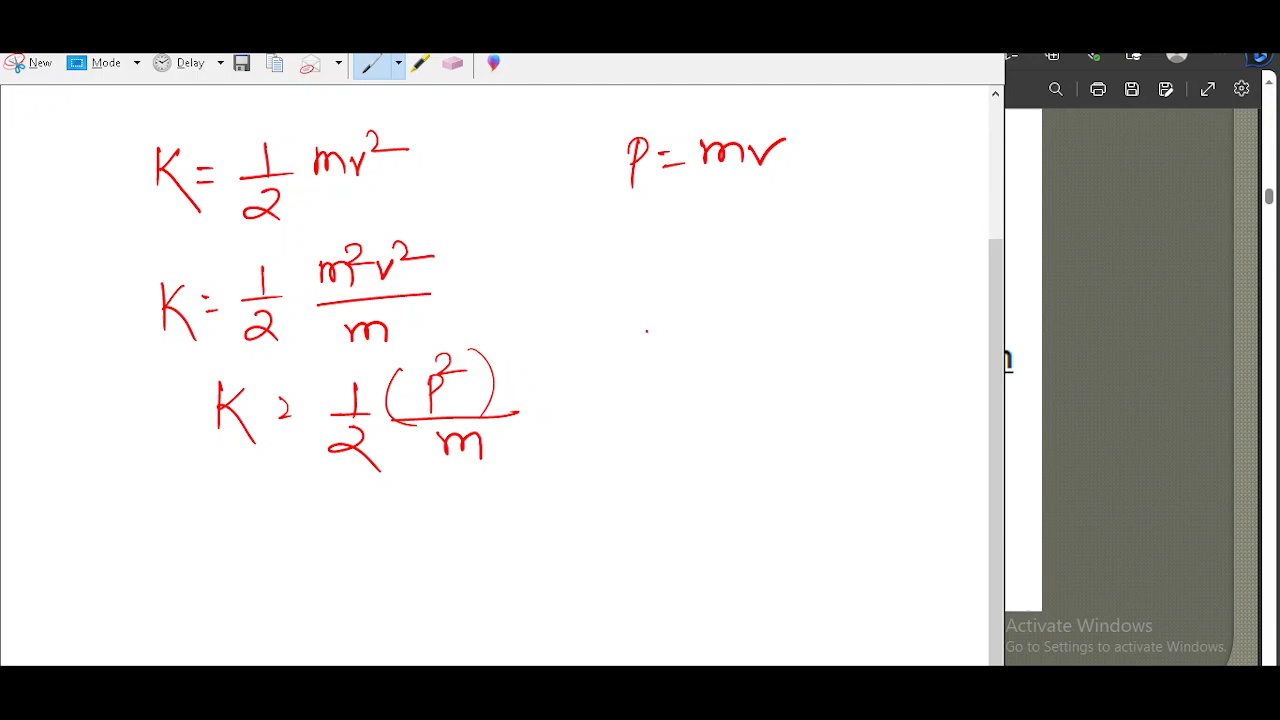 New Mode Delay
K = 1/2 mv² P = mv
K = 1/2 m²v²/m
K = 1/2 (P²)/m
Activate Windows
Go to Settings to activate Windows.